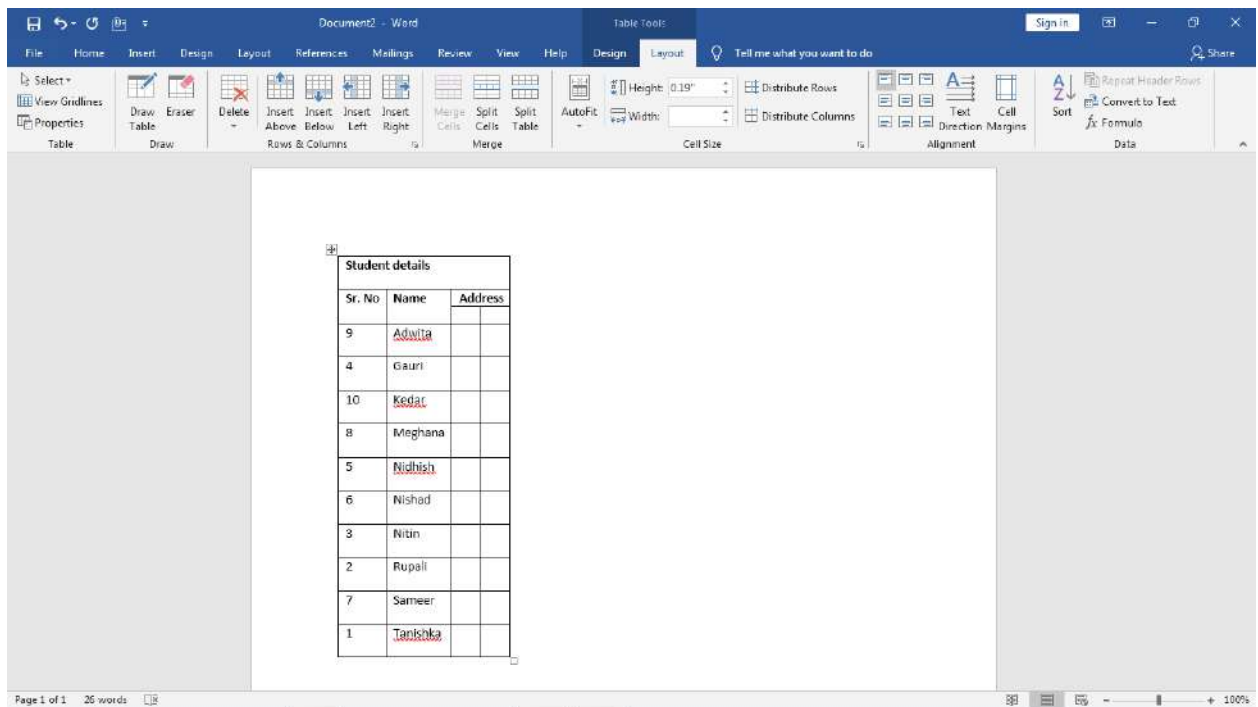 Document2 - Word
Table Tools
Sign in
File Home Insert Design Layout References Mailings Review View Help Design Layout Tell me what you want to do Share
Select
View Gridlines
Properties
Table
Draw Table
Eraser
Draw
Delete
Insert Above
Insert Below
Insert Left
Insert Right
Rows & Columns
Merge Cells
Split Cells
Split Table
Merge
AutoFit
Height: 0.19"
Width:
Distribute Rows
Distribute Columns
Cell Size
Text Direction
Cell Margins
Alignment
Sort
Repeat Header Rows
Convert to Text
fx Formula
Data
Student details
Sr. No Name Address
9 Adwita
4 Gauri
10 Kedar
8 Meghana
5 Nidhish
6 Nishad
3 Nitin
2 Rupali
7 Sameer
1 Tanishka
Page 1 of 1 26 words 100%